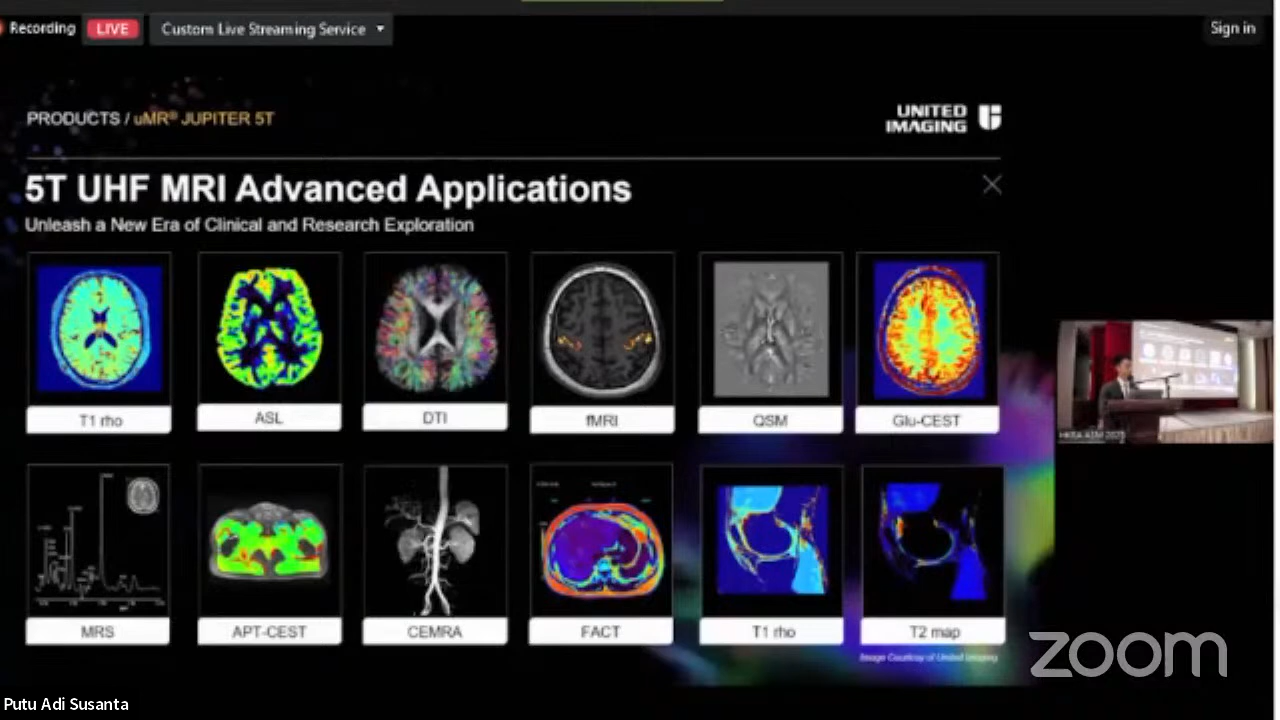 Recording
LIVE
Custom Live Streaming Service
Sign in
PRODUCTS / uMR® JUPITER 5T
UNITED
IMAGING
5T UHF MRI Advanced Applications
Unleash a New Era of Clinical and Research Exploration
T1 rho
ASL
DTI
fMRI
QSM
Glu-CEST
MRS
APT-CEST
CEMRA
FACT
T1 rho
T2 map
Image Courtesy of United Imaging
zoom
Putu Adi Susanta